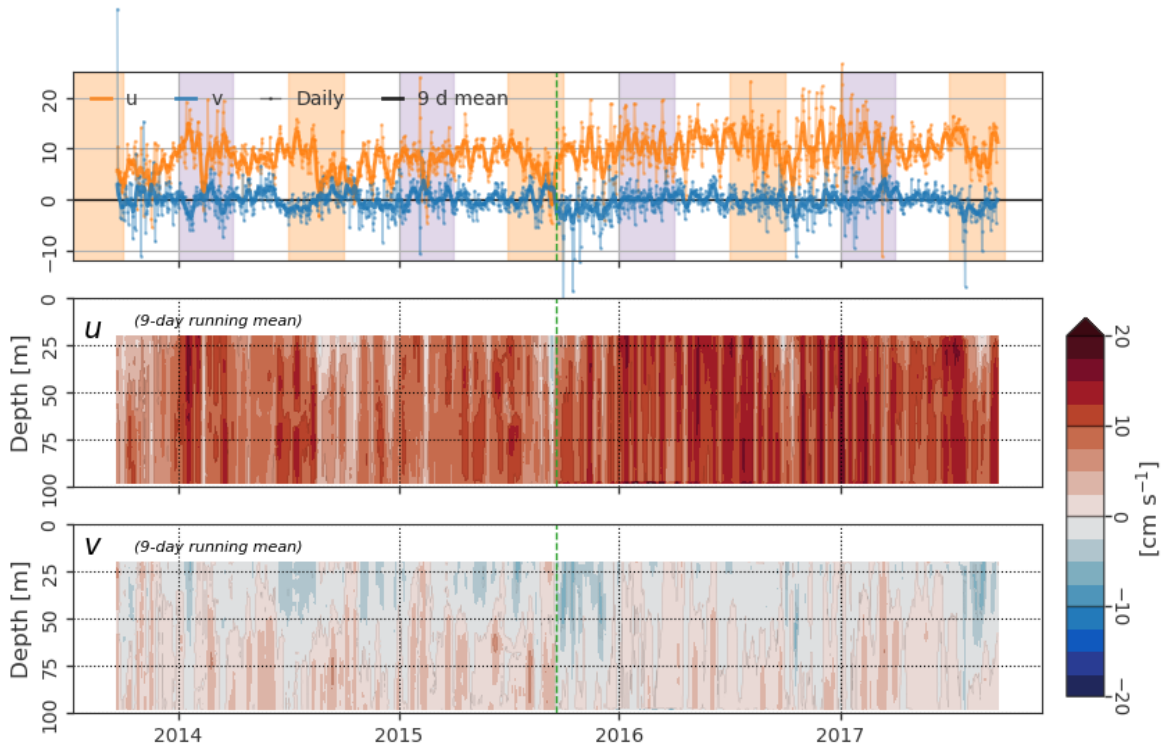 20
10
0
−10
u
v
Daily
9 d mean
0
25
50
75
100
Depth [m]
u
(9-day running mean)
0
25
50
75
100
Depth [m]
v
(9-day running mean)
2014
2015
2016
2017
20
10
0
−10
−20
[cm s⁻¹]